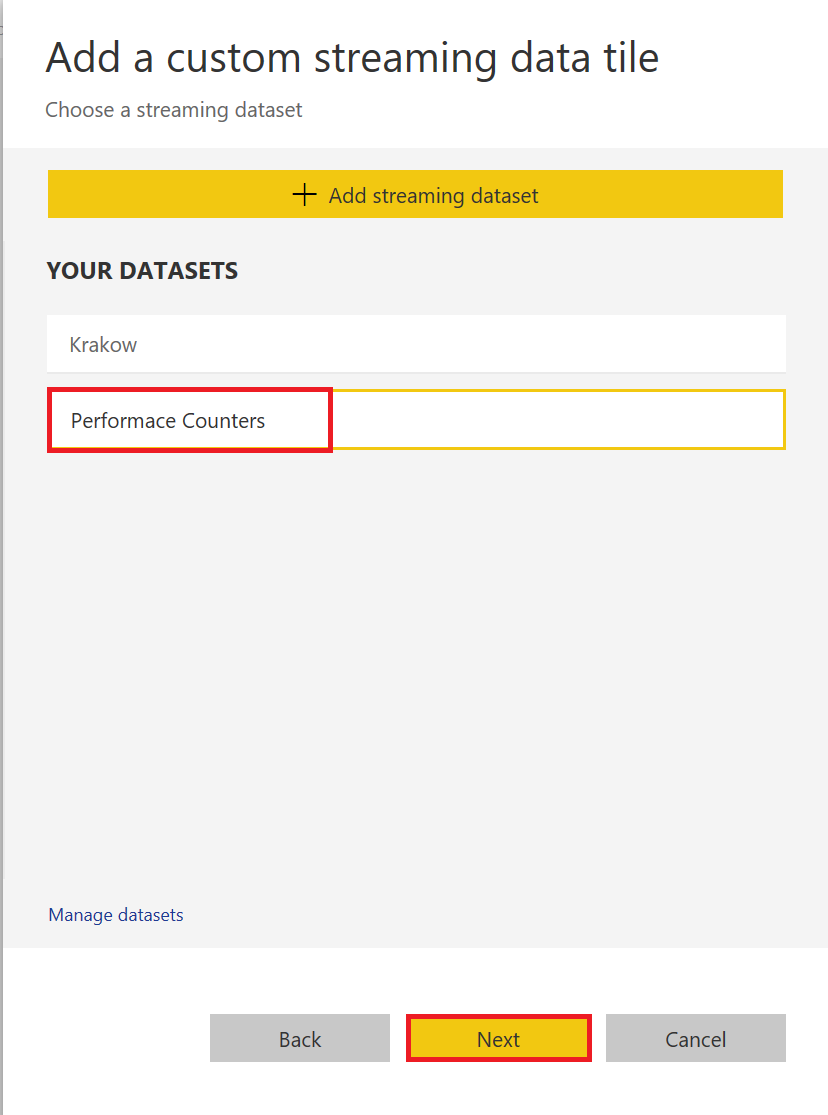 Add a custom streaming data tile
Choose a streaming dataset
Add streaming dataset
YOUR DATASETS
Krakow
Performace Counters
Manage datasets
Back Next Cancel